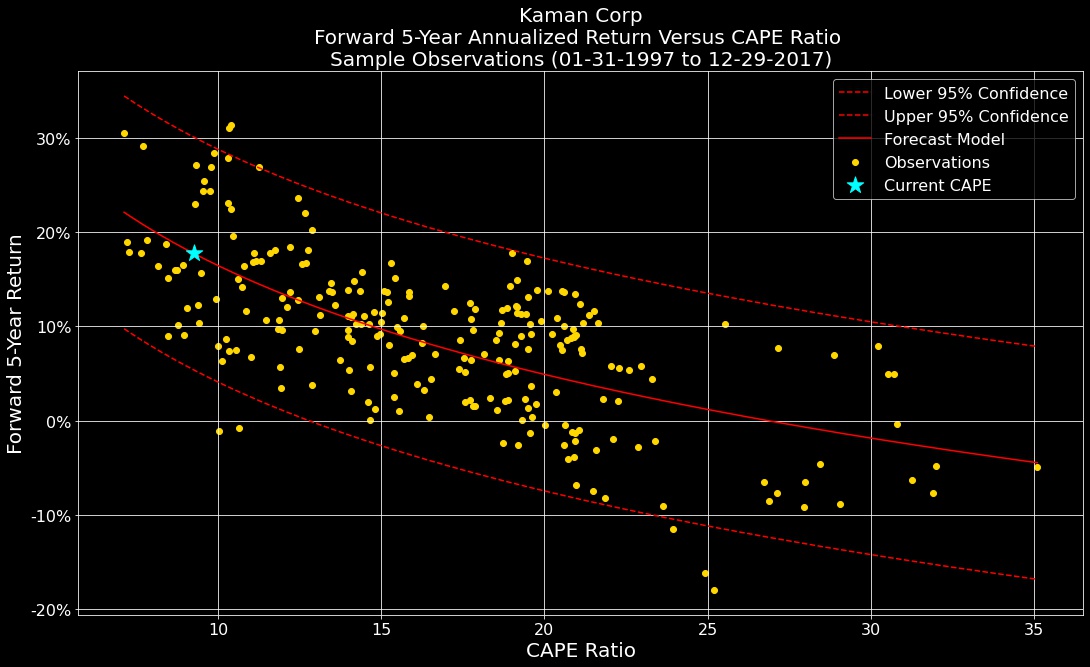 Kaman Corp
Forward 5-Year Annualized Return Versus CAPE Ratio
Sample Observations (01-31-1997 to 12-29-2017)
Lower 95% Confidence
Upper 95% Confidence
Forecast Model
Observations
Current CAPE
Forward 5-Year Return
30%
20%
10%
0%
-10%
-20%
10 15 20 25 30 35
CAPE Ratio